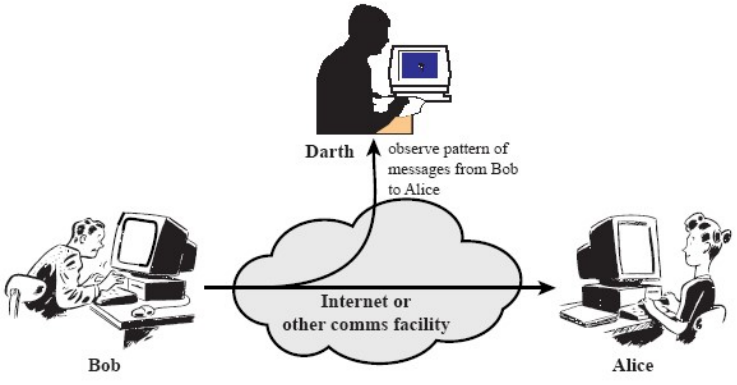 Darth
observe pattern of
messages from Bob
to Alice
Internet or
other comms facility
Bob
Alice